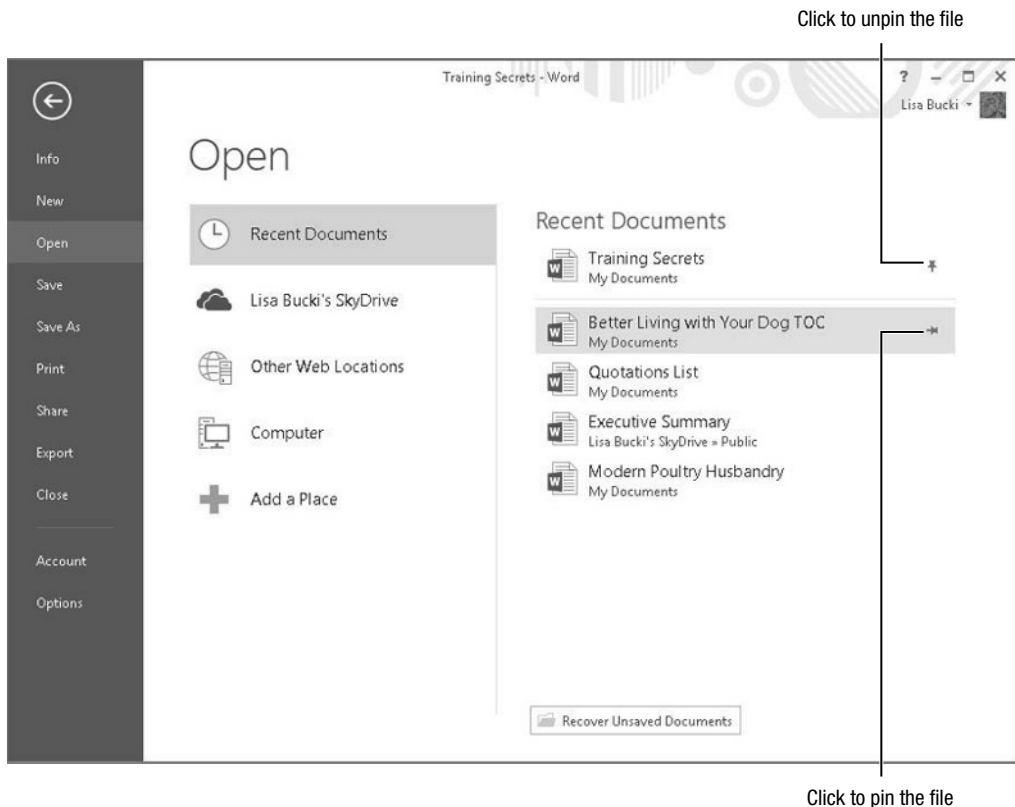 Click to unpin the file
Training Secrets - Word
?
Lisa Bucki
Info
New
Open
Save
Save As
Print
Share
Export
Close
Account
Options
Open
Recent Documents
Lisa Bucki's SkyDrive
Other Web Locations
Computer
Add a Place
Recent Documents
Training Secrets
My Documents
Better Living with Your Dog TOC
My Documents
Quotations List
My Documents
Executive Summary
Lisa Bucki's SkyDrive » Public
Modern Poultry Husbandry
My Documents
Recover Unsaved Documents
Click to pin the file